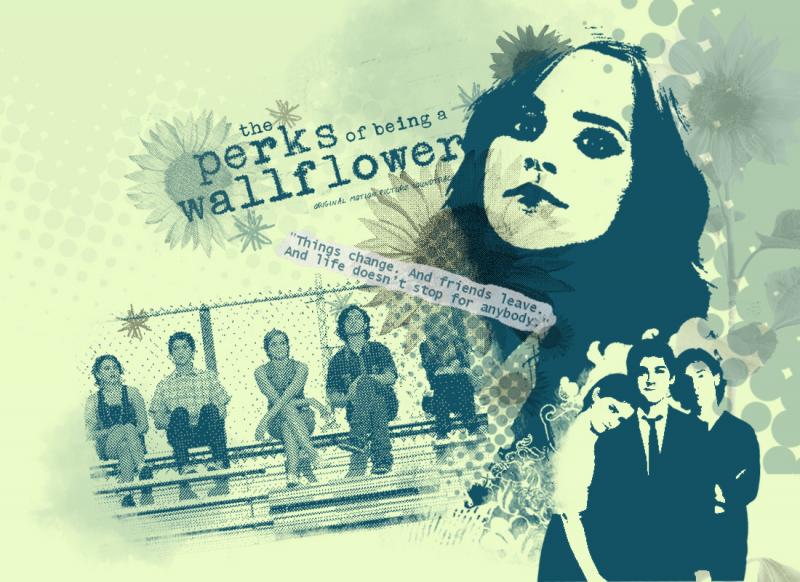 the
perks of being a
wallflower
ORIGINAL MOTION PICTURE SOUNDTRACK
"Things change. And friends leave.
And life doesn't stop for anybody."